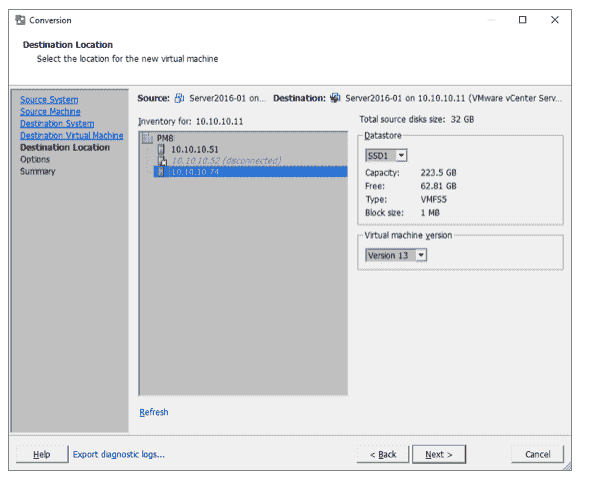 Conversion
Destination Location
Select the location for the new virtual machine
Source System
Source Machine
Destination System
Destination Virtual Machine
Destination Location
Options
Summary
Source: Server2016-01 on... Destination: Server2016-01 on 10.10.10.11 (VMware vCenter Serv...
Inventory for: 10.10.10.11
PM8
10.10.10.51
10.10.10.52 (disconnected)
10.10.10.74
Refresh
Total source disks size: 32 GB
Datastore
SSD1
Capacity: 223.5 GB
Free: 62.81 GB
Type: VMFS5
Block size: 1 MB
Virtual machine version
Version 13
Help
Export diagnostic logs...
< Back
Next >
Cancel